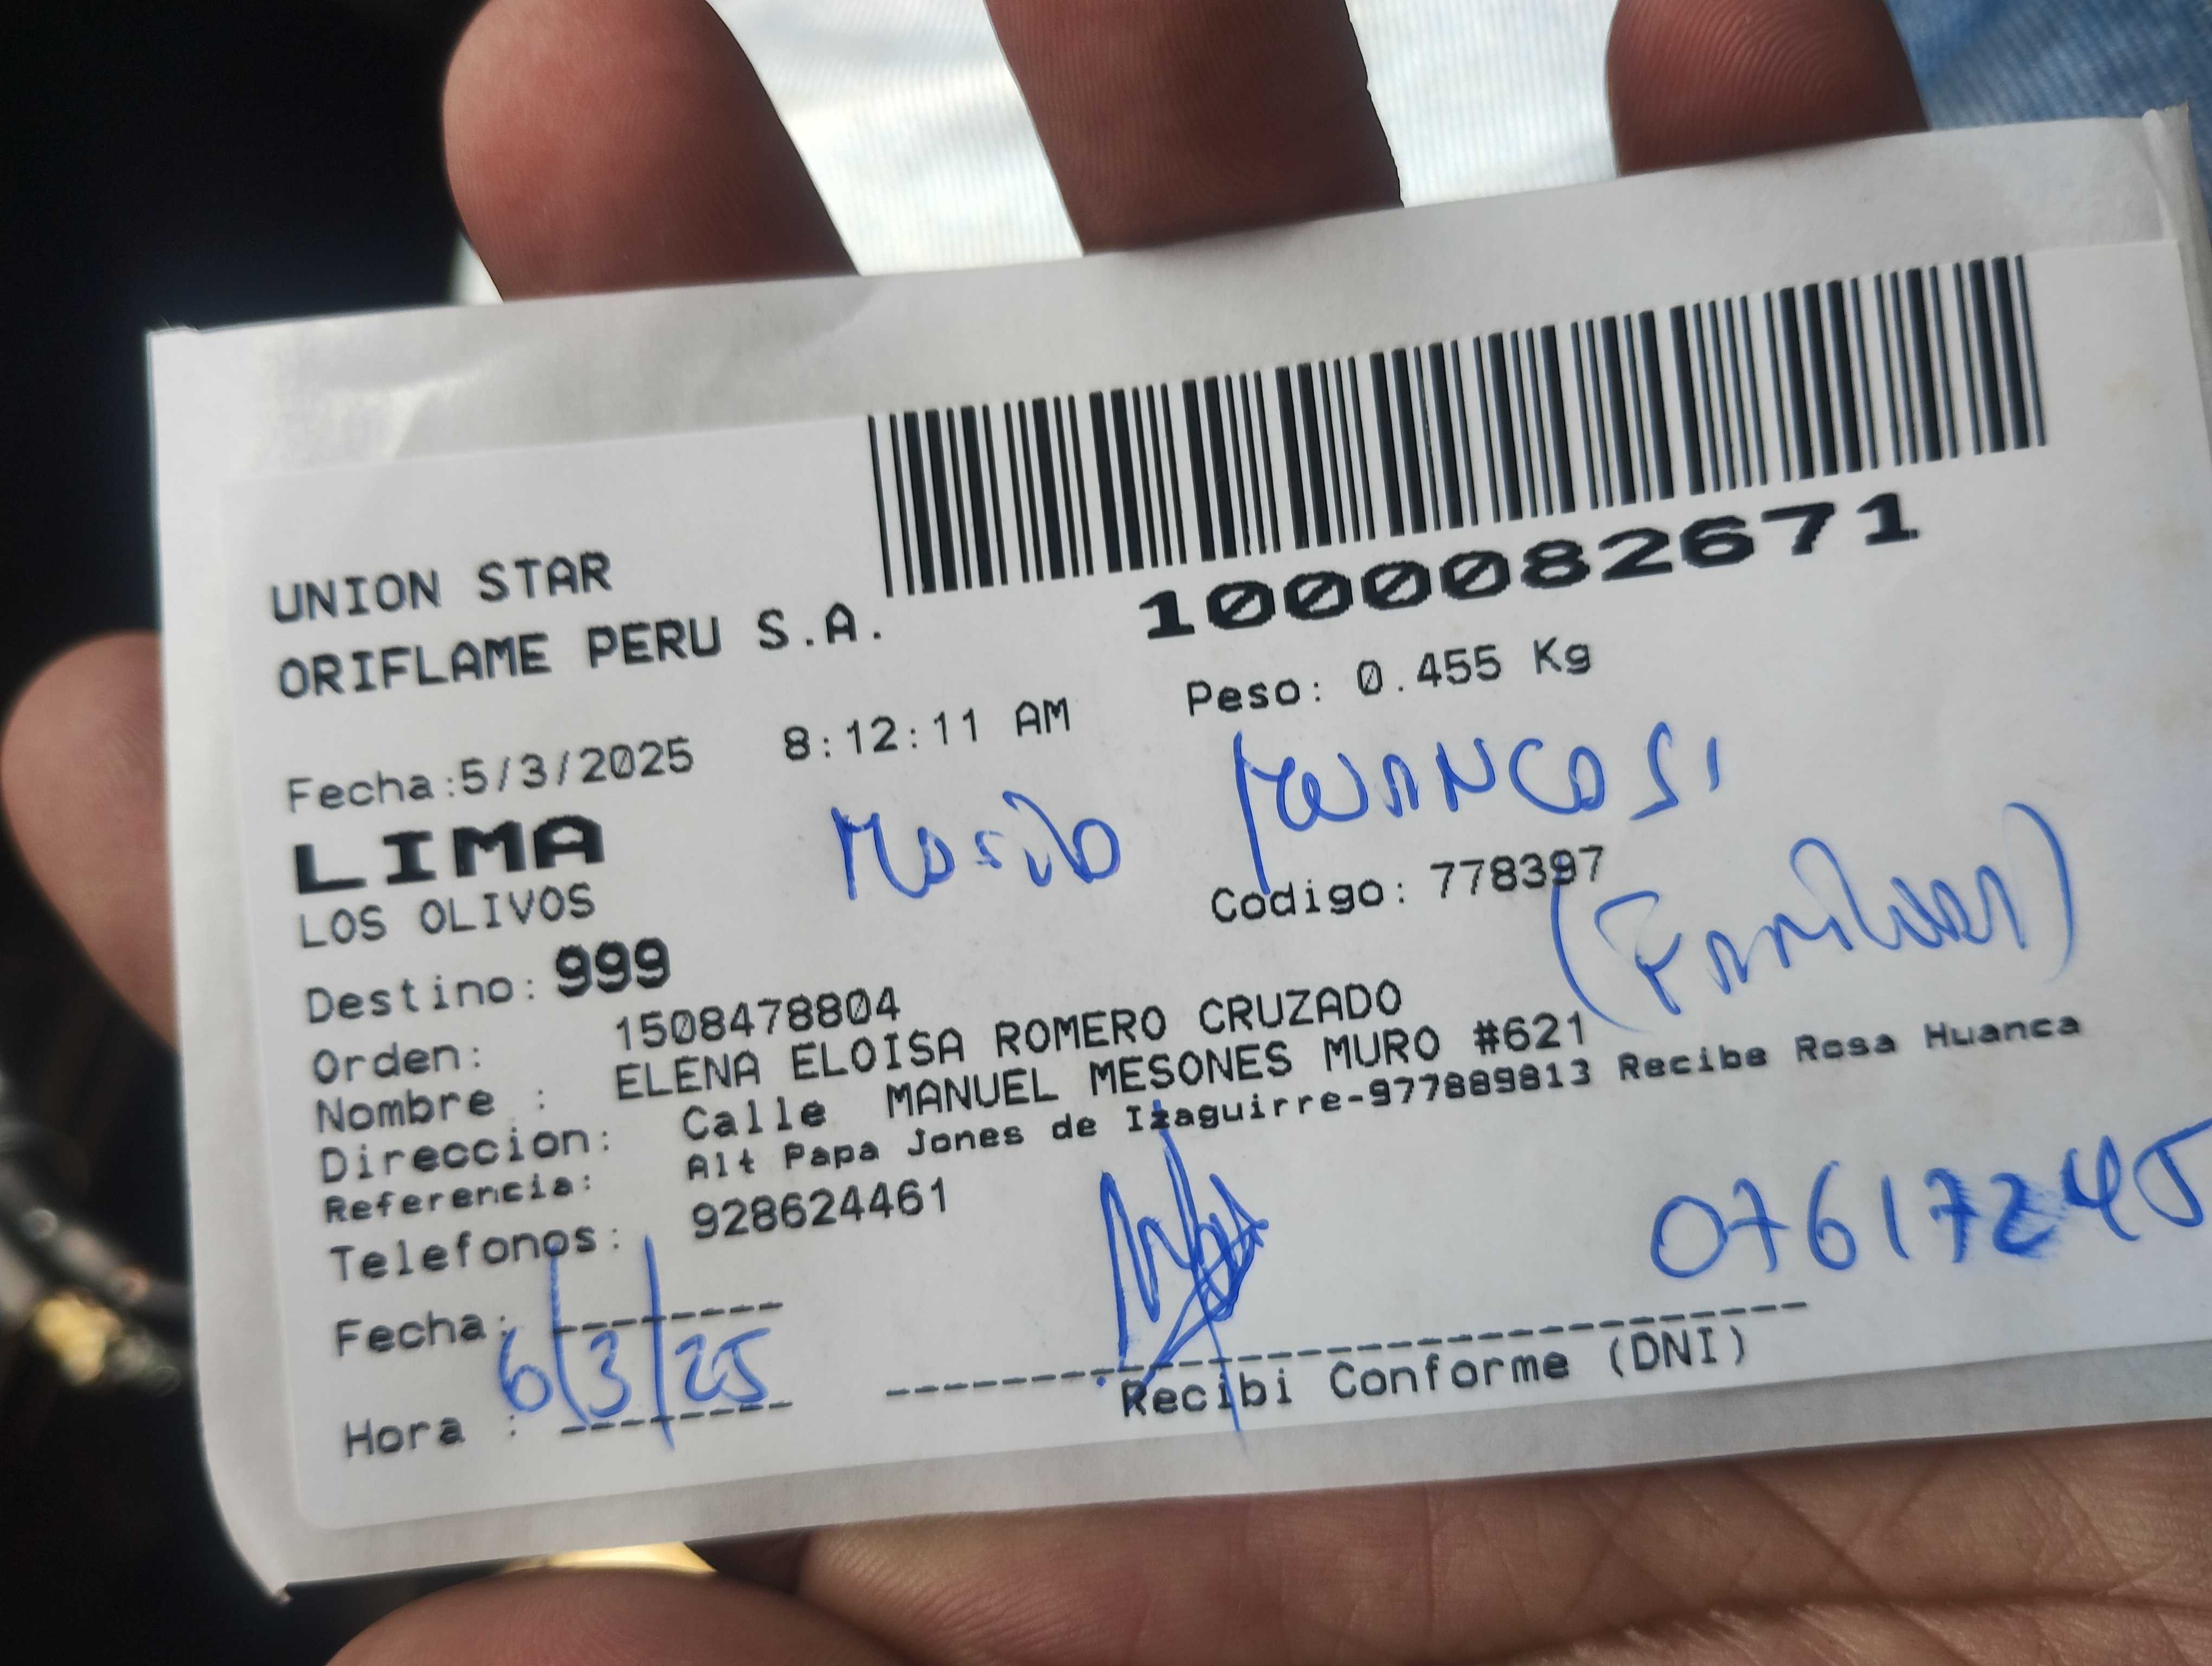 UNION STAR
1000082671
ORIFLAME PERU S.A.
Peso: 0.455 Kg
Fecha:5/3/2025 8:12:11 AM
LIMA
LOS OLIVOS
Codigo: 778397
(Familiar)
Destino: 999
Orden: 1508478804
Nombre : ELENA ELOISA ROMERO CRUZADO
Direccion: Calle MANUEL MESONES MURO #621
Referencia: Alt Papa Jones de Izaguirre-977889813 Recibe Rosa Huanca
Telefonos: 928624461
07617245
Fecha: 6/3/25
Hora :
Recibi Conforme (DNI)